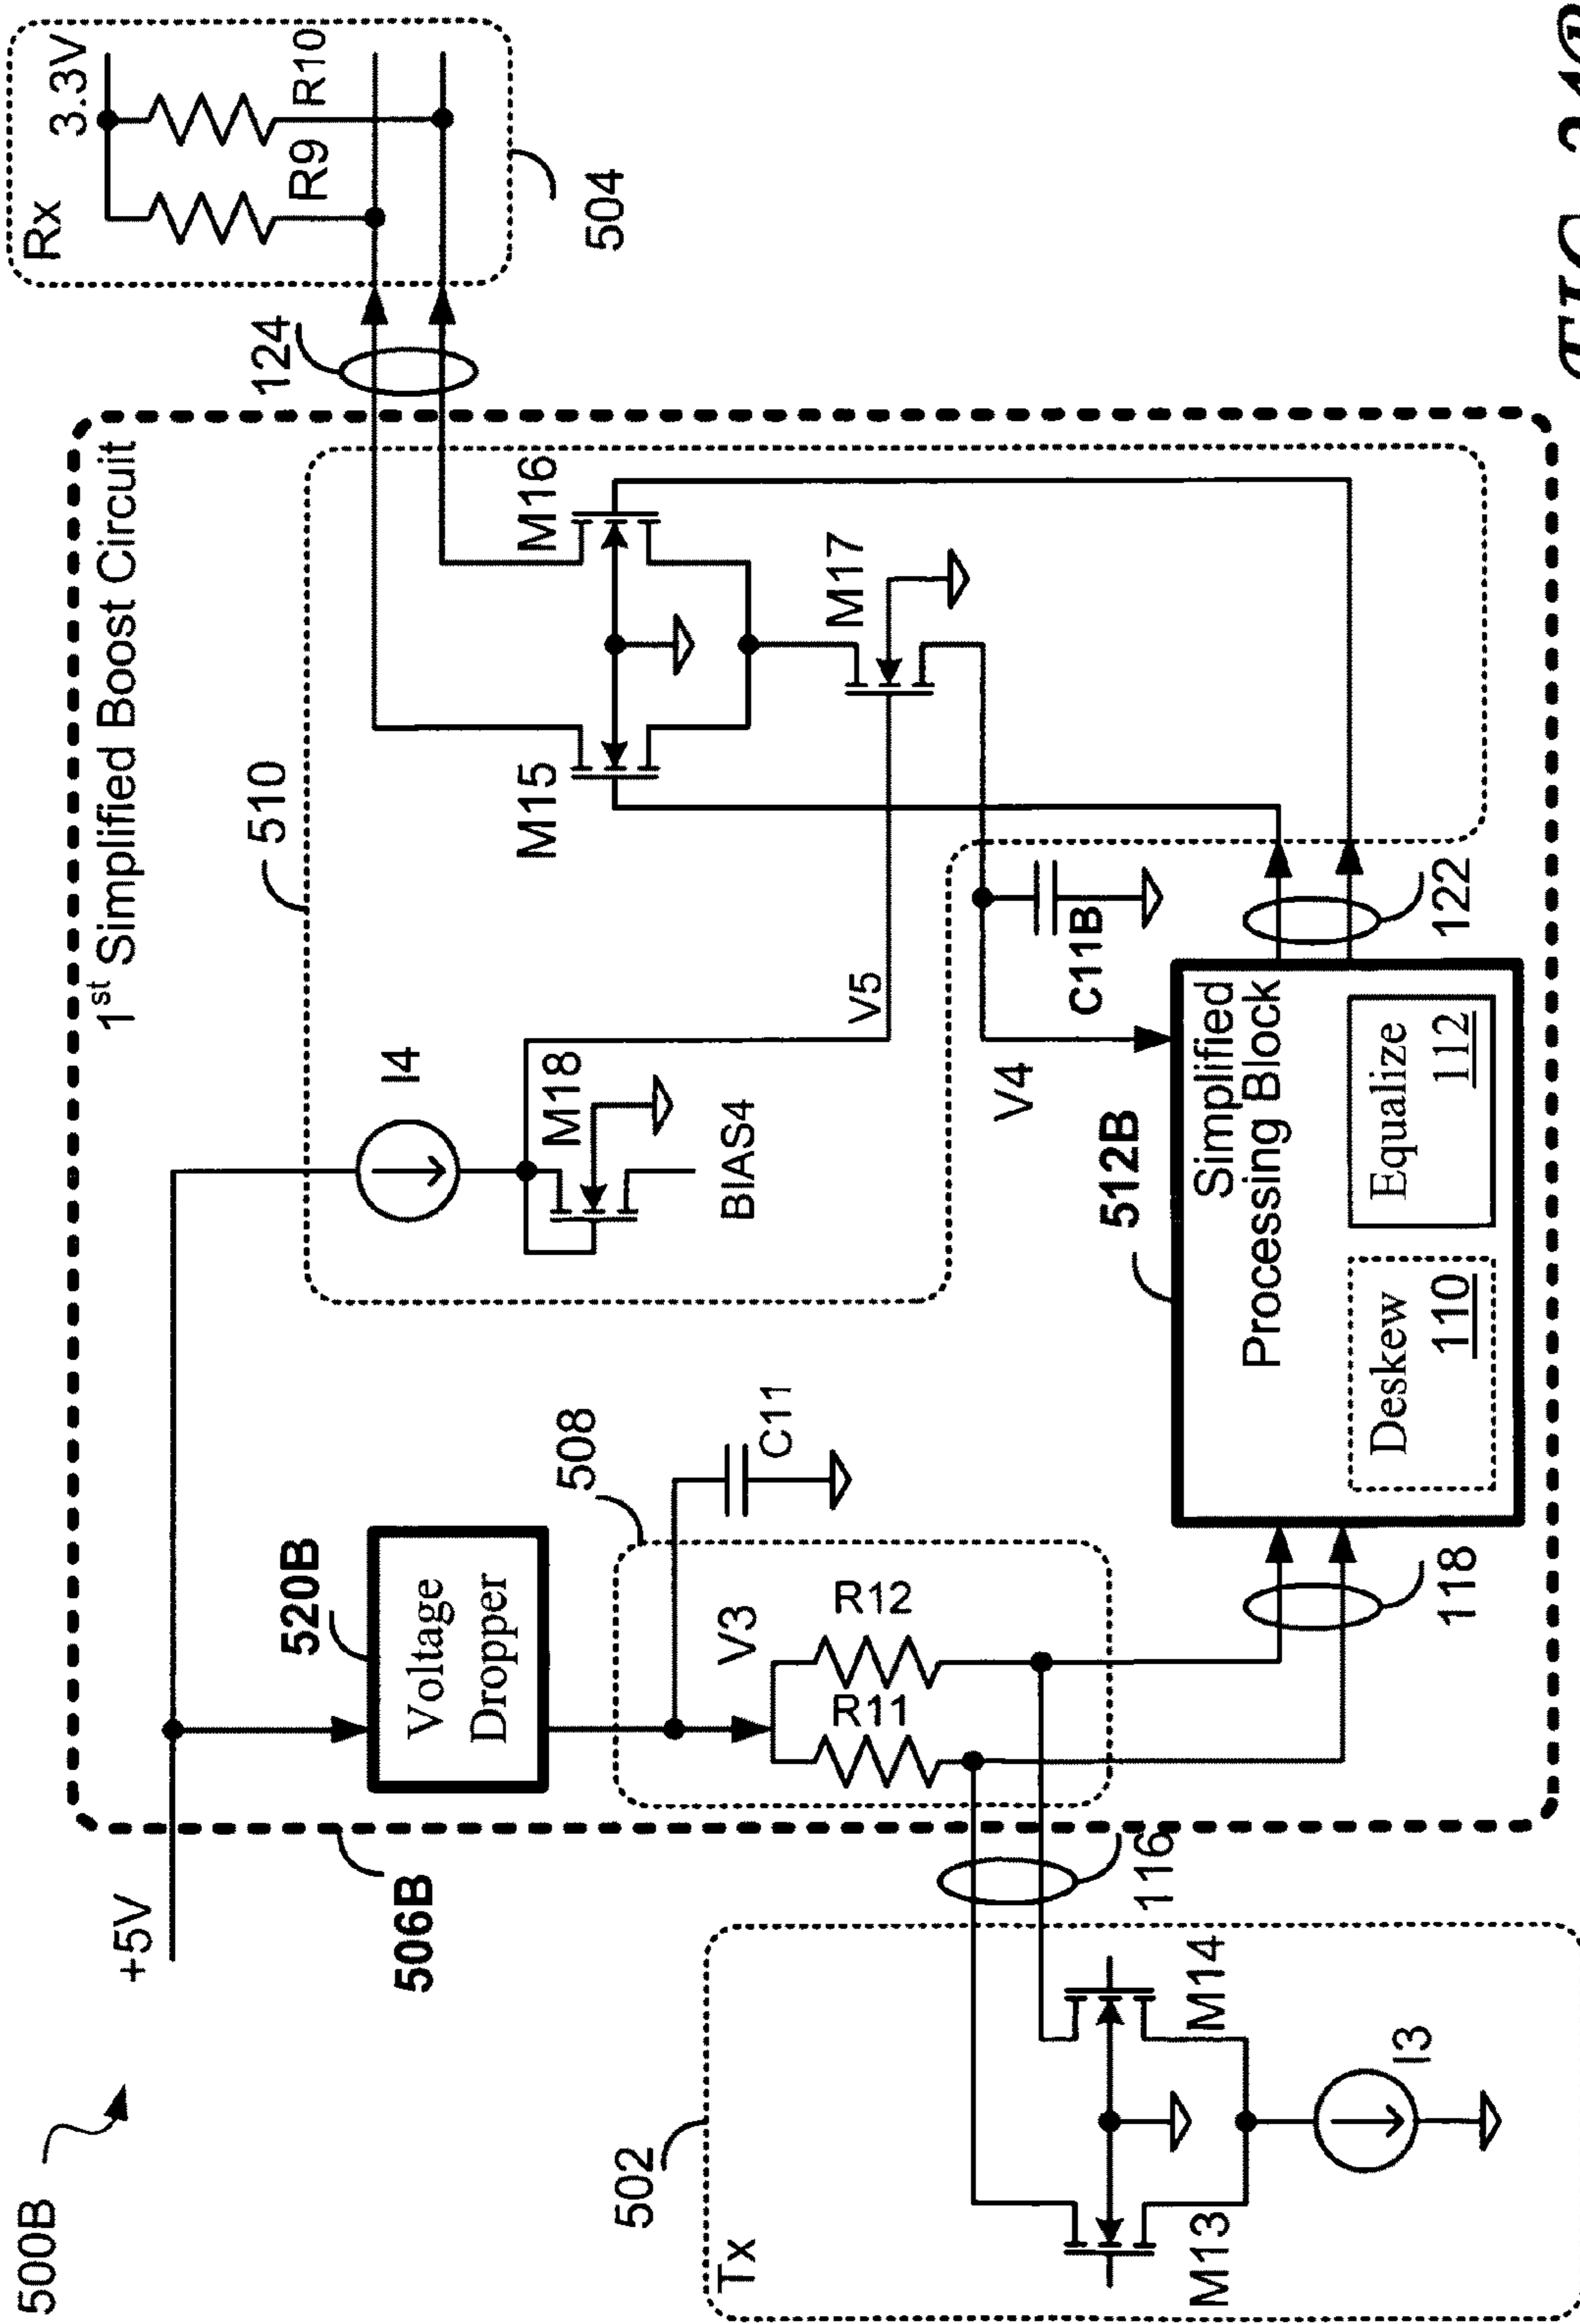 500B
+5V
506B
1st Simplified Boost Circuit
520B
Voltage
Dropper
508
C11
V3
R11
R12
I4
M18
BIAS4
V5
510
M15
M16
M17
124
Rx
3.3V
R9
R10
504
V4
C11B
512B
Simplified
Processing Block
Deskew
110
Equalize
112
122
118
116
502
Tx
M13
M14
I3